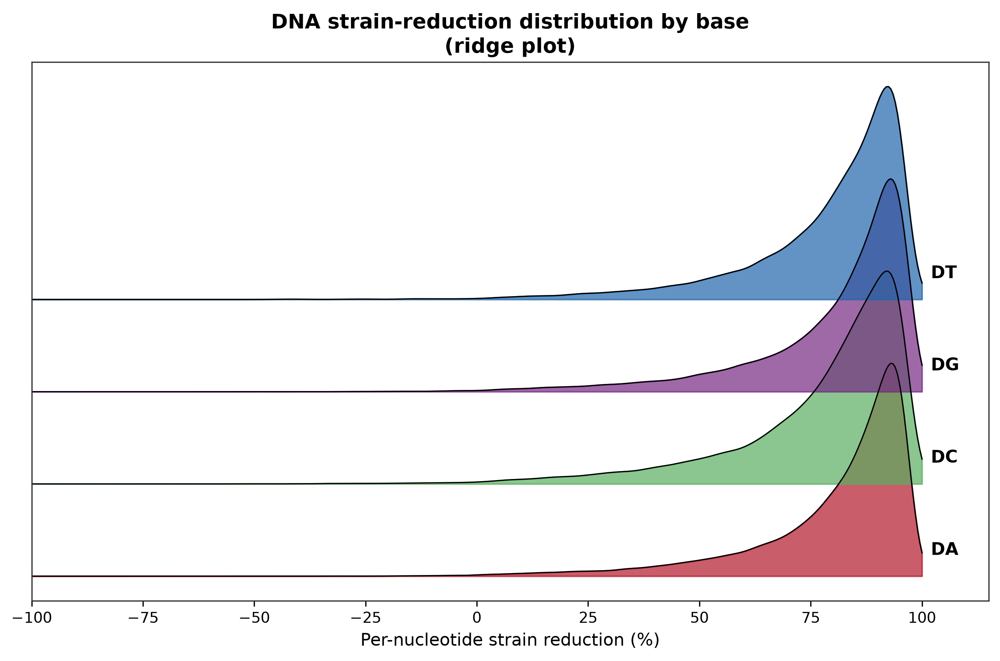 DNA strain-reduction distribution by base
(ridge plot)
DT
DG
DC
DA
−100 −75 −50 −25 0 25 50 75 100
Per-nucleotide strain reduction (%)